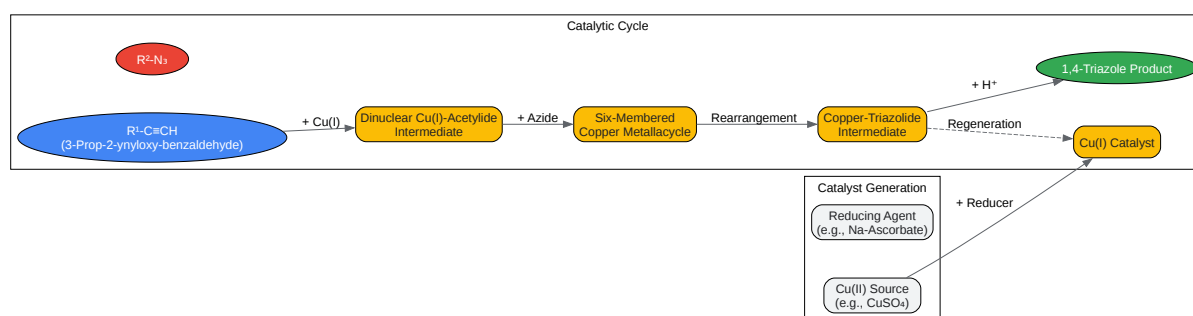 Catalytic Cycle
R²-N₃
R¹-C≡CH
(3-Prop-2-ynyloxy-benzaldehyde)
+ Cu(I)
Dinuclear Cu(I)-Acetylide
Intermediate
+ Azide
Six-Membered
Copper Metallacycle
Rearrangement
Copper-Triazolide
Intermediate
+ H⁺
1,4-Triazole Product
Regeneration
Cu(I) Catalyst
Catalyst Generation
Reducing Agent
(e.g., Na-Ascorbate)
+ Reducer
Cu(II) Source
(e.g., CuSO₄)